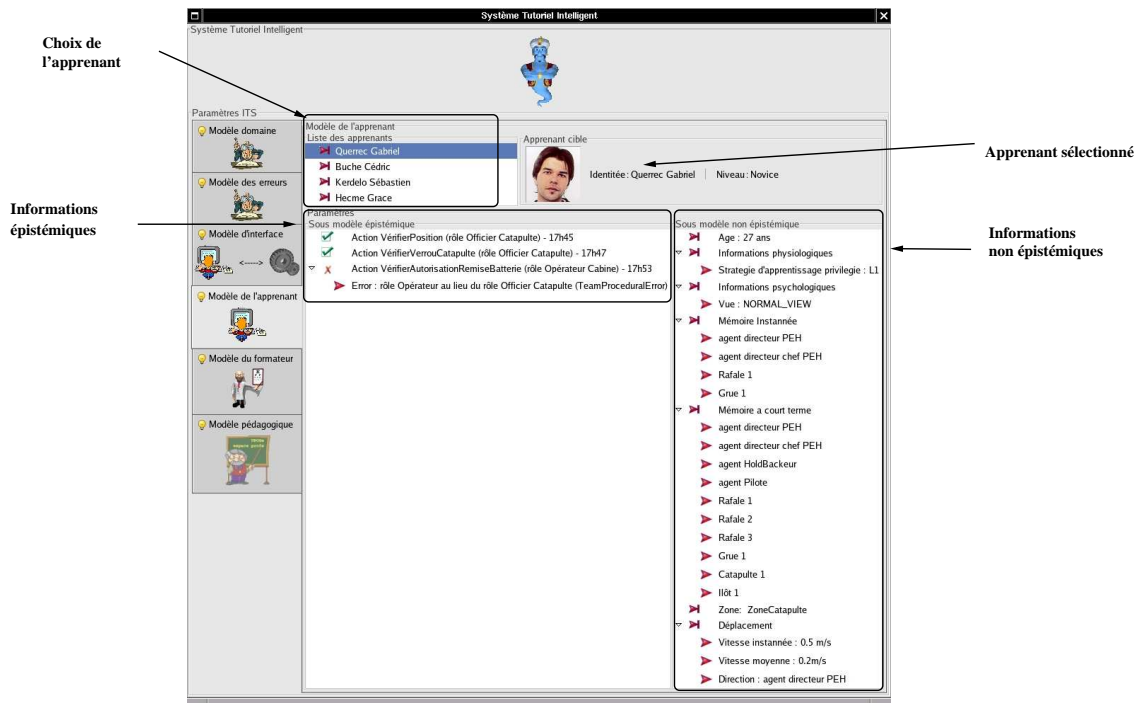 Système Tutoriel Intelligent
Système Tutoriel Intelligent
Choix de
l'apprenant
Paramètres ITS
Modèle domaine
Modèle des erreurs
Modèle d'interface
Modèle de l'apprenant
Modèle du formateur
Modèle pédagogique
Modèle de l'apprenant
Liste des apprenants
Querrec Gabriel
Buche Cédric
Kerdelo Sébastien
Hecme Grace
Apprenant cible
Identitée: Querrec Gabriel
Niveau: Novice
Apprenant sélectionné
Informations
épistémiques
Paramètres
Sous modèle épistémique
Action VérifierPosition (rôle Officier Catapulte) - 17h45
Action VérifierVerrouCatapulte (rôle Officier Catapulte) - 17h47
Action VérifierAutorisationRemiseBatterie (rôle Opérateur Cabine) - 17h53
Error : rôle Opérateur au lieu du rôle Officier Catapulte (TeamProceduralError)
Sous modèle non épistémique
Age : 27 ans
Informations physiologiques
Strategie d'apprentissage privilegie : L1
Informations psychologiques
Vue : NORMAL_VIEW
Mémoire Instannée
agent directeur PEH
agent directeur chef PEH
Rafale 1
Grue 1
Mémoire a court terme
agent directeur PEH
agent directeur chef PEH
agent HoldBackeur
agent Pilote
Rafale 1
Rafale 2
Rafale 3
Grue 1
Catapulte 1
Ilôt 1
Zone: ZoneCatapulte
Déplacement
Vitesse instannée : 0.5 m/s
Vitesse moyenne : 0.2m/s
Direction : agent directeur PEH
Informations
non épistémiques